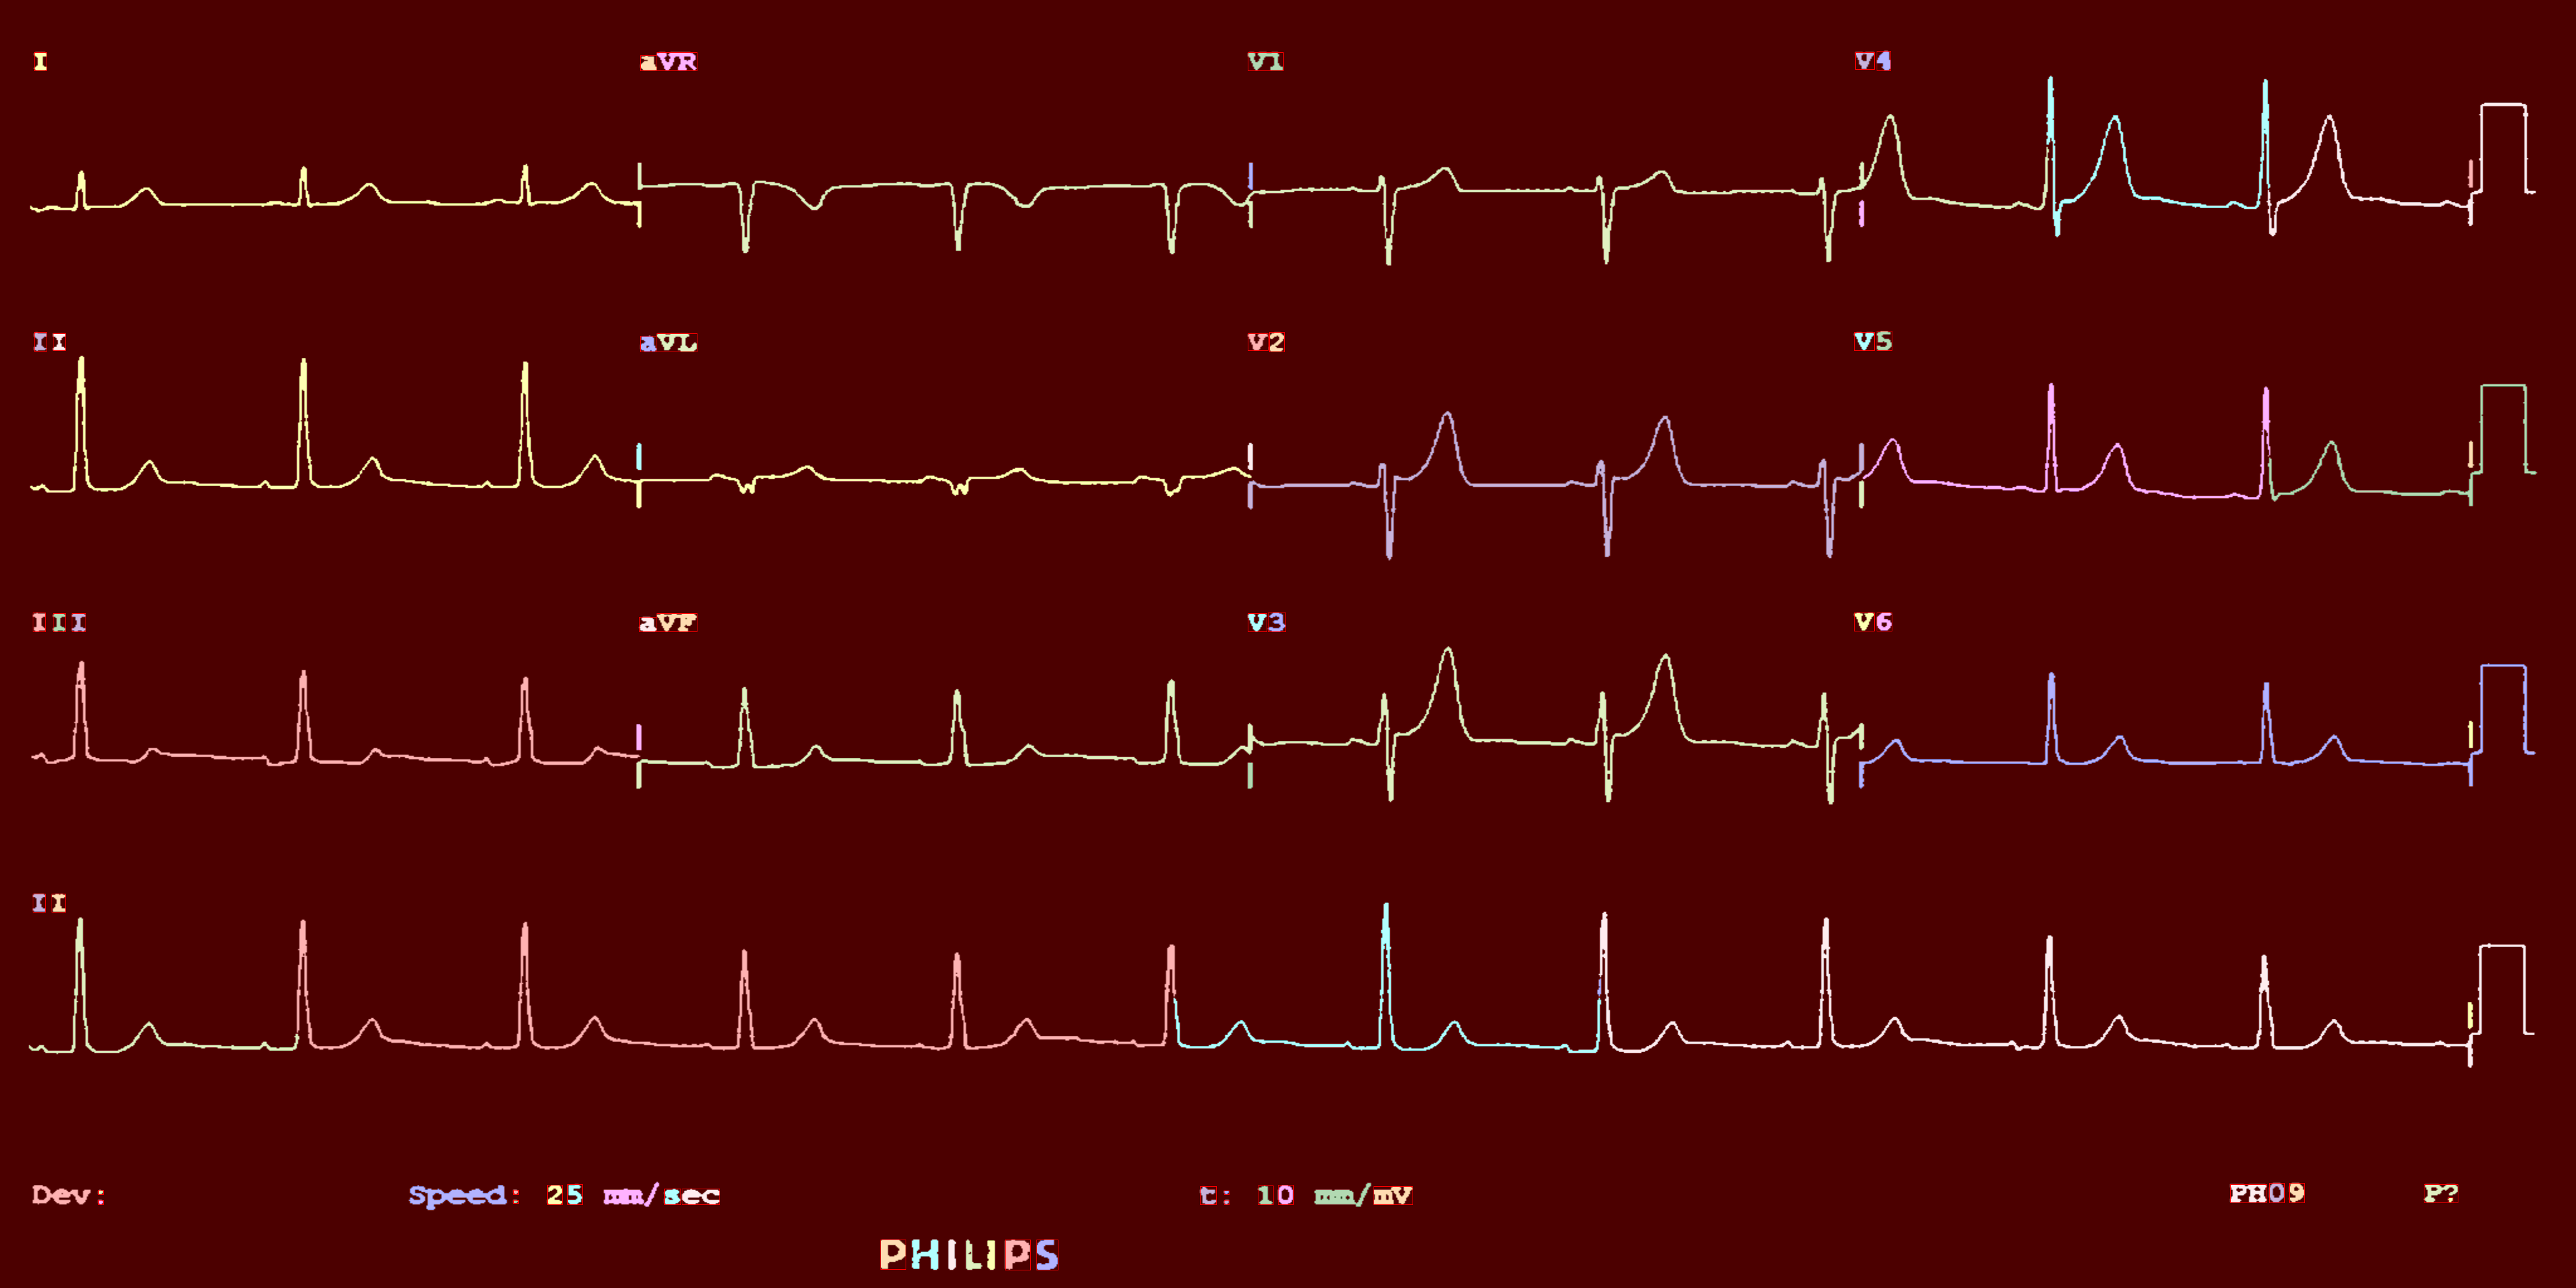 I aVR V1 V4
II aVL V2 V5
III aVF V3 V6
II
Dev: Speed: 25 mm/sec t: 10 mm/mV PH09 P?
PHILIPS